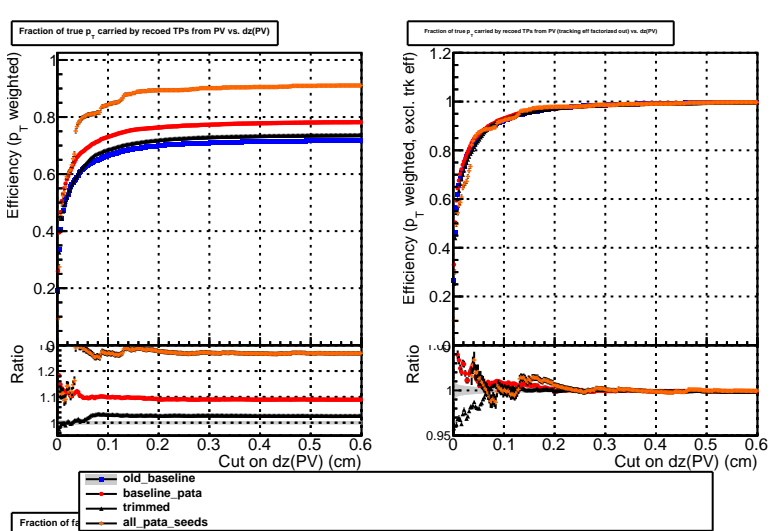 Fraction of true p_T carried by recoed TPs from PV vs. dz(PV)
Efficiency (p_T weighted)
1
0.8
0.6
0.4
0.2
0
Ratio
1.2
1.1
1
0 0.1 0.2 0.3 0.4 0.5 0.6
Cut on dz(PV) (cm)
Fraction of true p_T carried by recoed TPs from PV (tracking eff factorized out) vs. dz(PV)
Efficiency (p_T weighted, excl. trk eff)
1.2
1
0.8
0.6
0.4
0.2
Ratio
1
0.95
0 0.1 0.2 0.3 0.4 0.5 0.6
Cut on dz(PV) (cm)
old_baseline
baseline_pata
trimmed
all_pata_seeds
Fraction of